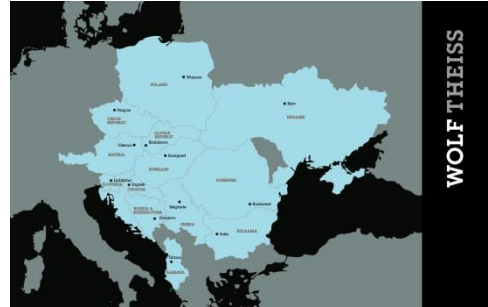 POLAND
Warsaw
Prague
CZECH
REPUBLIC
Kyiv
UKRAINE
SLOVAK
REPUBLIC
Bratislava
Vienna
AUSTRIA
Budapest
HUNGARY
Ljubljana
SLOVENIA
Zagreb
CROATIA
ROMANIA
Belgrade
BOSNIA &
HERZEGOVINA
Sarajevo
SERBIA
Bucharest
Sofia
BULGARIA
Tirana
ALBANIA
WOLF THEISS